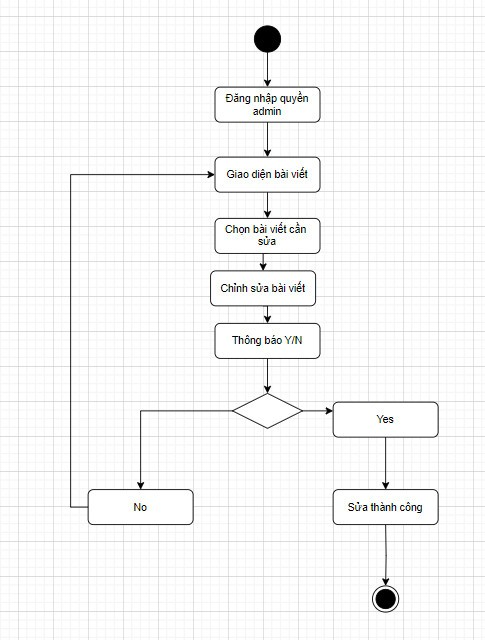 Đăng nhập quyền
admin
Giao diện bài viết
Chọn bài viết cần
sửa
Chỉnh sửa bài viết
Thông báo Y/N
Yes
No
Sửa thành công